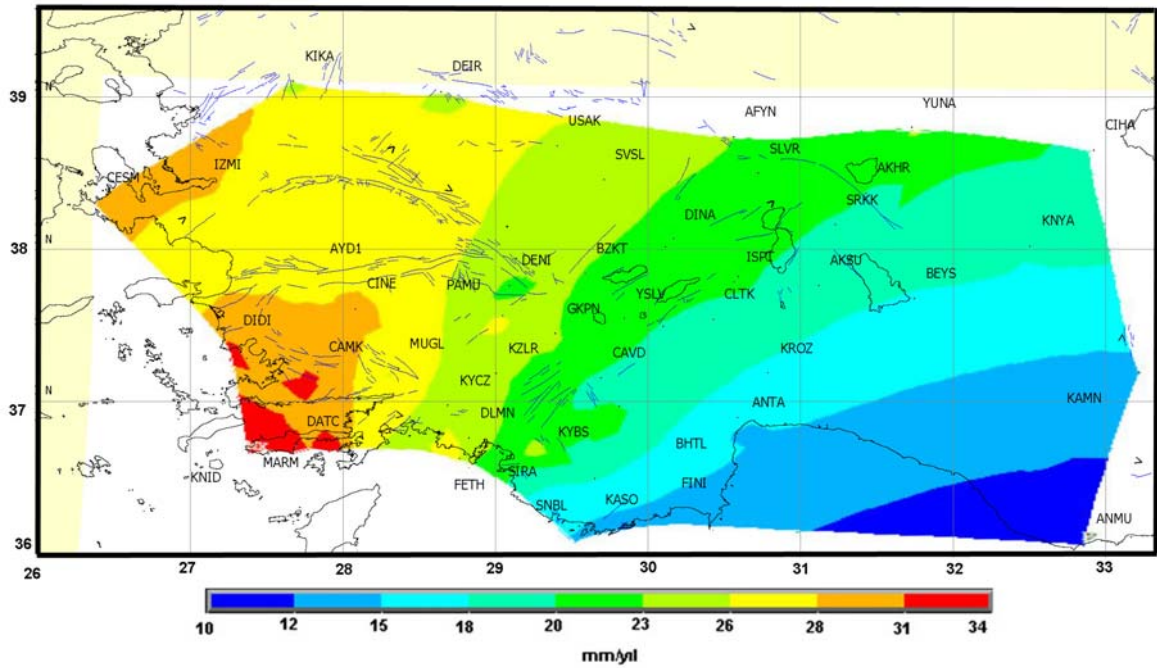 KIKA
DEIR
39
N
AFYN
YUNA
USAK
CIHA
SVSL
SLVR
IZMI
CESM
AKHR
SRKK
DINA
KNYA
38
N
AYD1
BZKT
DENI
ISPT
AKSU
BEYS
CINE
PAMU
YSLV
CLTK
GKPN
DIDI
CAMK
MUGL
KZLR
CAVD
KROZ
N
KYCZ
37
DATC
DLMN
ANTA
KAMN
KYBS
BHTL
MARM
KNID
SIRA
FETH
FINI
SNBL
KASO
ANMU
36
26 27 28 29 30 31 32 33
10 12 15 18 20 23 26 28 31 34
mm/yıl